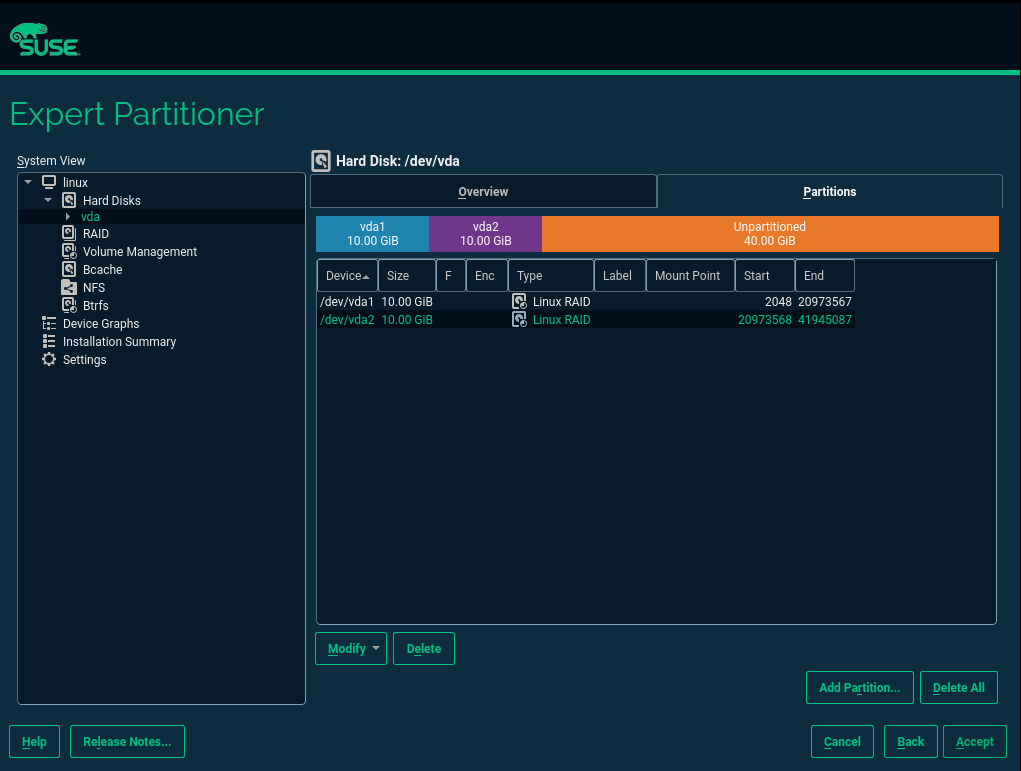 SUSE
Expert Partitioner
System View
linux
Hard Disks
vda
RAID
Volume Management
Bcache
NFS
Btrfs
Device Graphs
Installation Summary
Settings
Hard Disk: /dev/vda
Overview Partitions
vda1 vda2 Unpartitioned
10.00 GiB 10.00 GiB 40.00 GiB
Device Size F Enc Type Label Mount Point Start End
/dev/vda1 10.00 GiB Linux RAID 2048 20973567
/dev/vda2 10.00 GiB Linux RAID 20973568 41945087
Modify Delete
Add Partition... Delete All
Help Release Notes... Cancel Back Accept